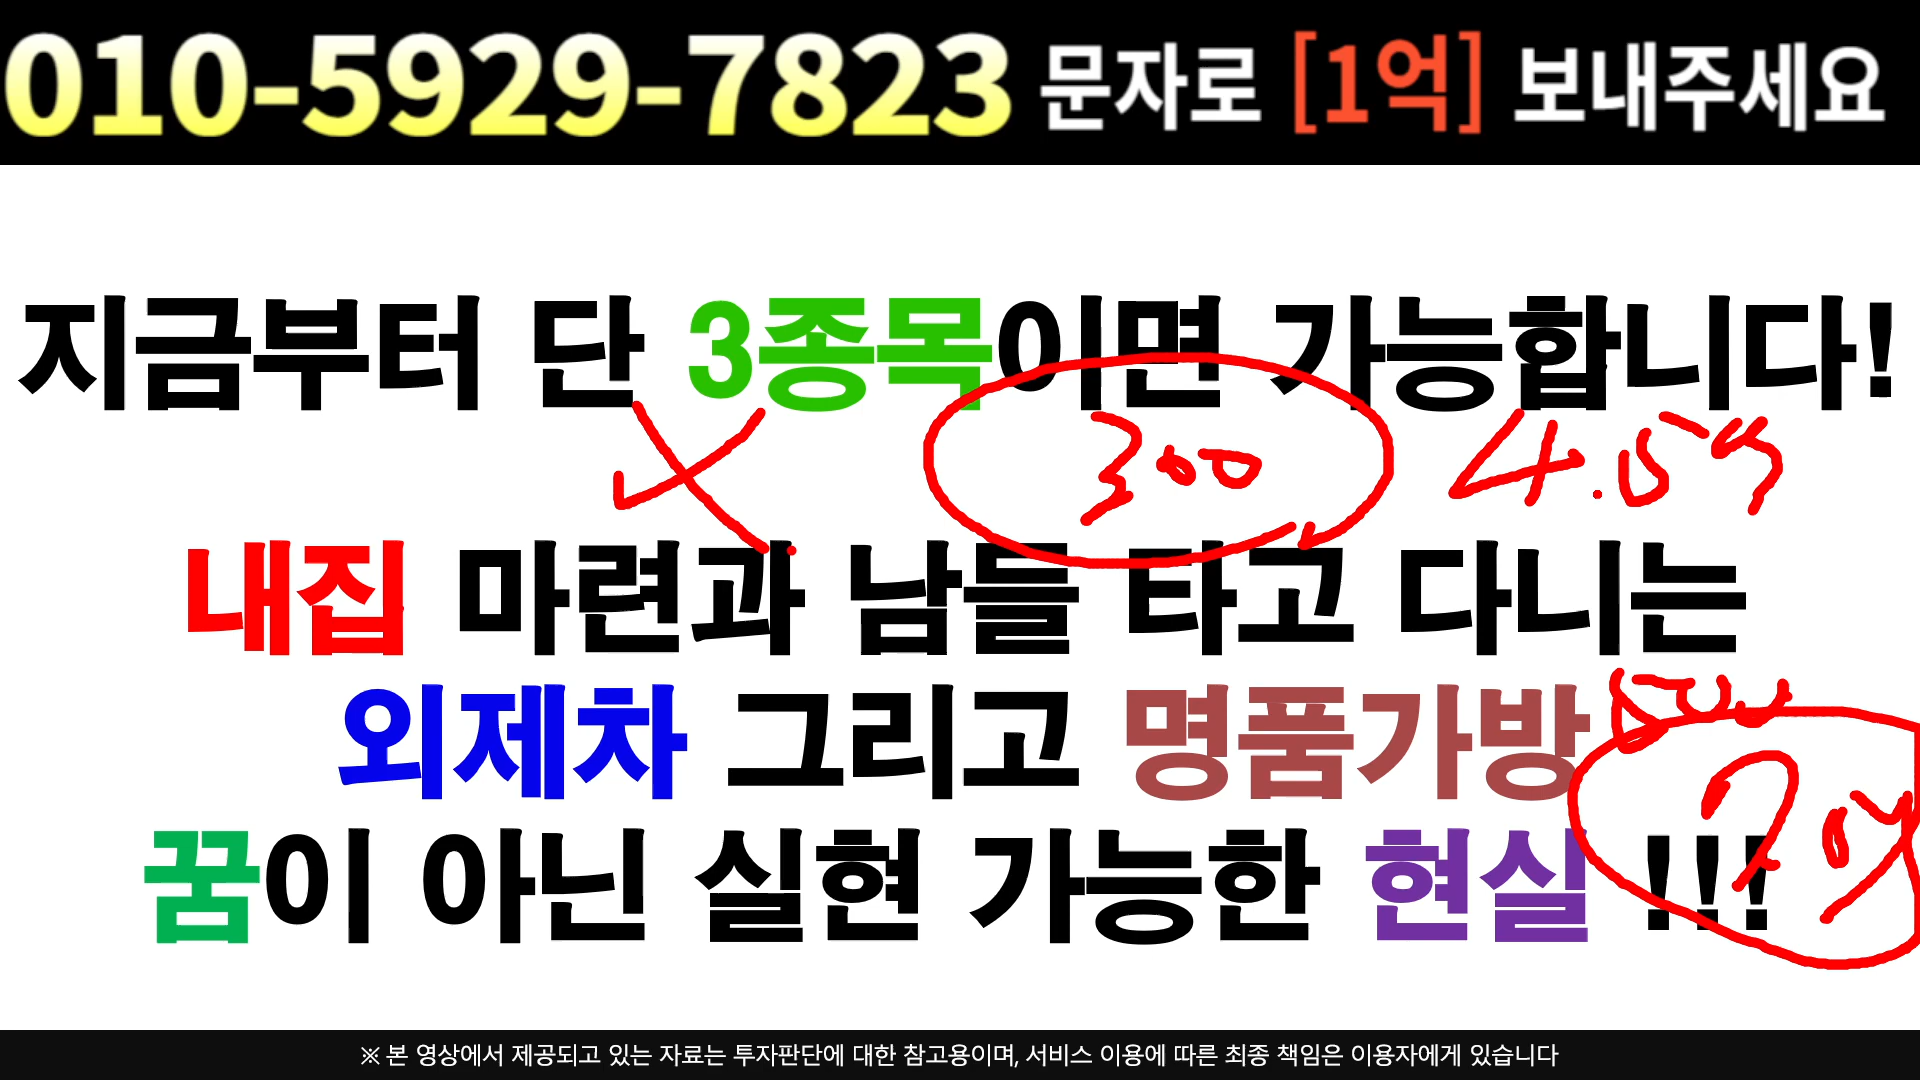 010-5929-7823 문자로 [1억] 보내주세요
지금부터 단 3종목이면 가능합니다!
300
내집 마련과 남들 타고 다니는
외제차 그리고 명품가방
꿈이 아닌 실현 가능한 현실 !!!
※ 본 영상에서 제공되고 있는 자료는 투자판단에 대한 참고용이며, 서비스 이용에 따른 최종 책임은 이용자에게 있습니다